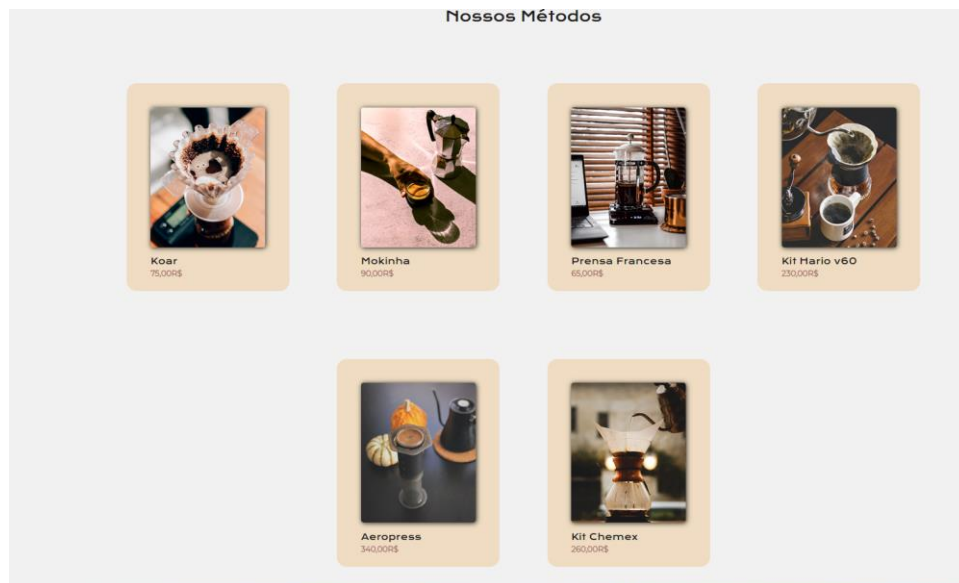 Nossos Métodos
Koar
75,00R$
Mokinha
90,00R$
Prensa Francesa
65,00R$
Kit Hario v60
230,00R$
Aeropress
340,00R$
Kit Chemex
260,00R$